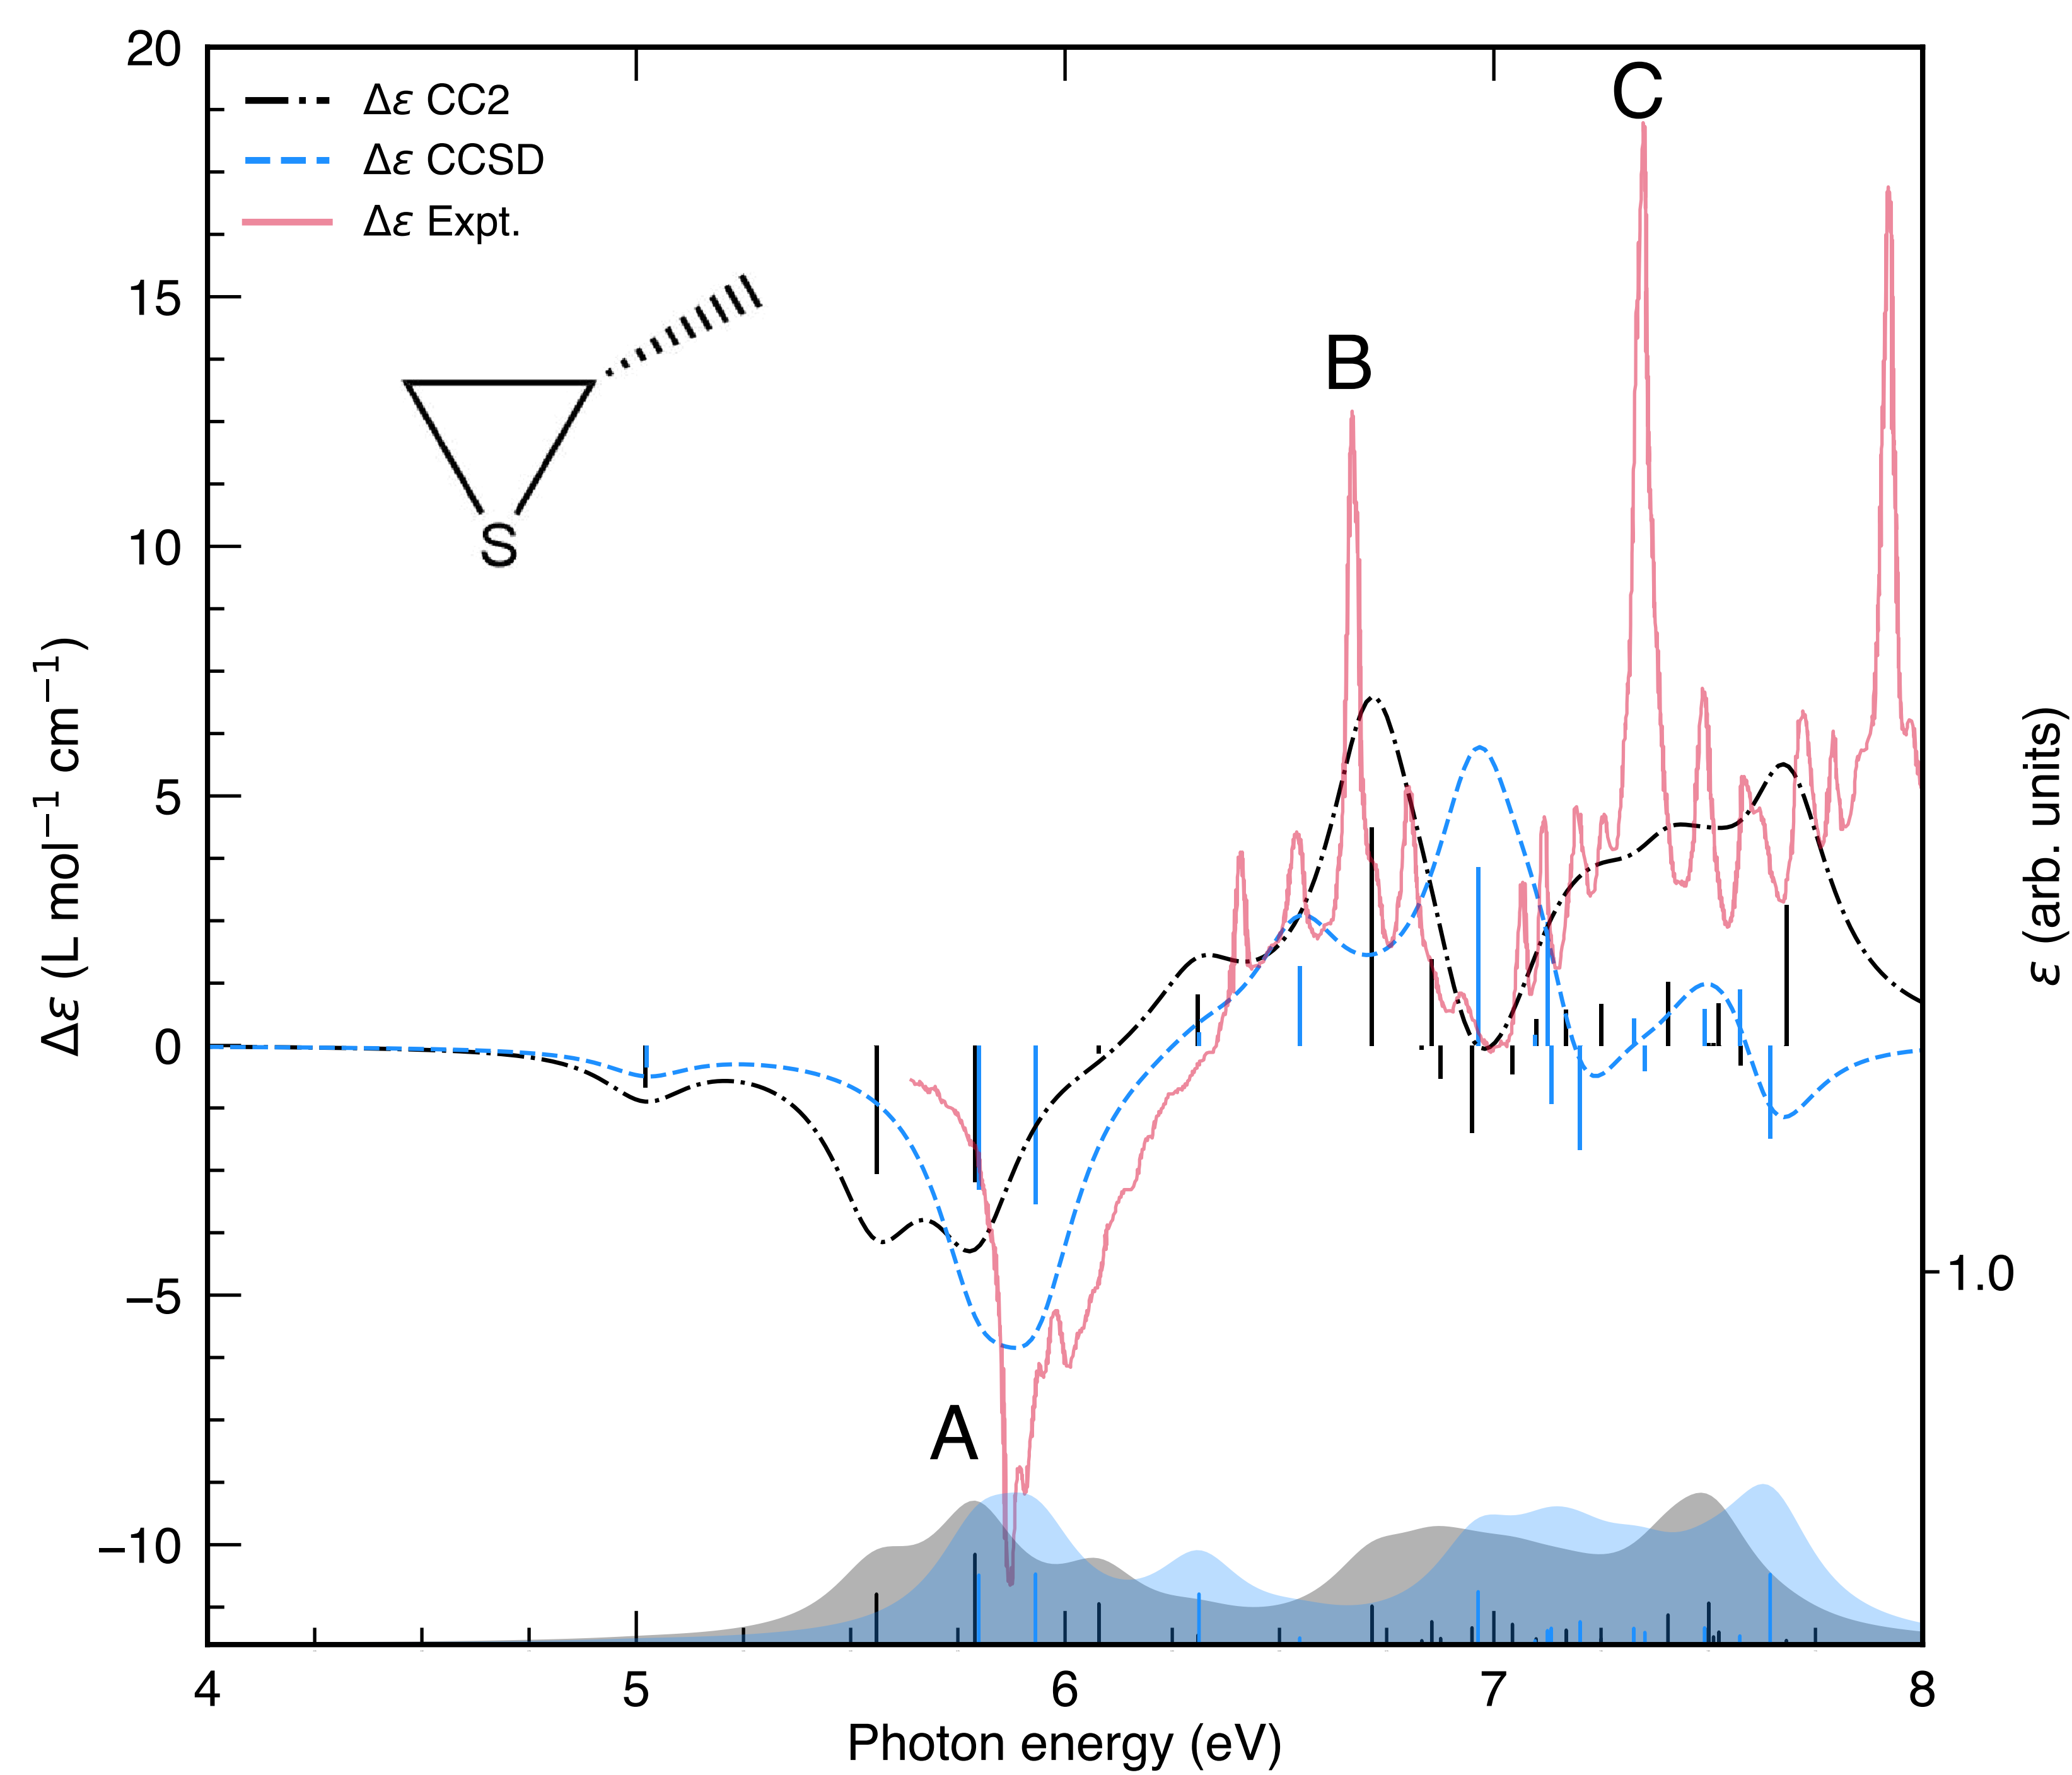 Δε CC2
Δε CCSD
Δε Expt.
S
A
B
C
20
15
10
5
0
−5
−10
Δε (L mol⁻¹ cm⁻¹)
1.0
ε (arb. units)
4 5 6 7 8
Photon energy (eV)